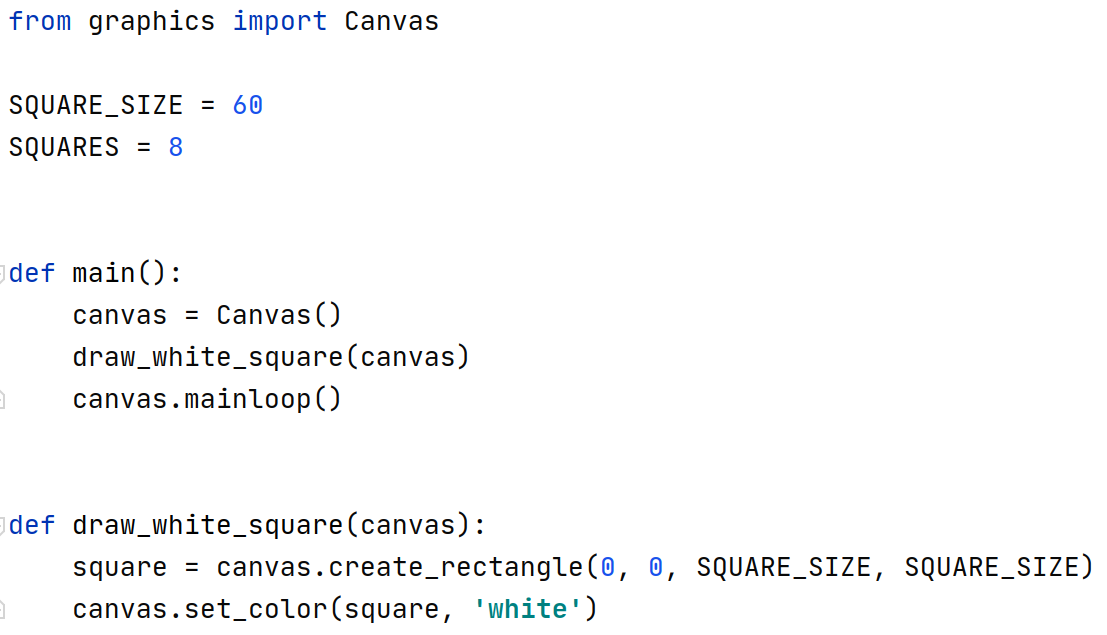 from graphics import Canvas
SQUARE_SIZE = 60
SQUARES = 8
def main():
    canvas = Canvas()
    draw_white_square(canvas)
    canvas.mainloop()
def draw_white_square(canvas):
    square = canvas.create_rectangle(0, 0, SQUARE_SIZE, SQUARE_SIZE)
    canvas.set_color(square, 'white')